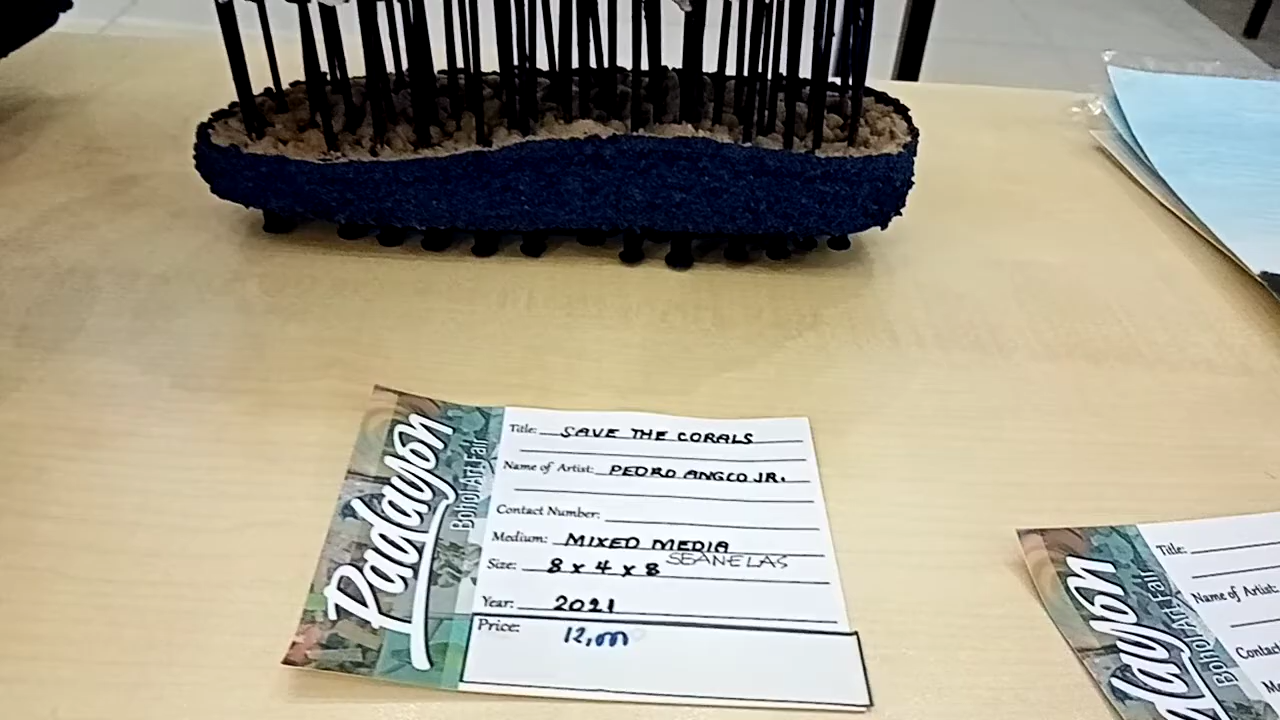 Padayon
Bohol Art Fair
Title: SAVE THE CORALS
Name of Artist: PEDRO ANGCO JR.
Contact Number:
Medium: MIXED MEDIA
SEANELAS
Size: 8 x 4 x 8
Year: 2021
Price: 12,000
Padayon
Bohol Art Fair
Title:
Name of Artist: